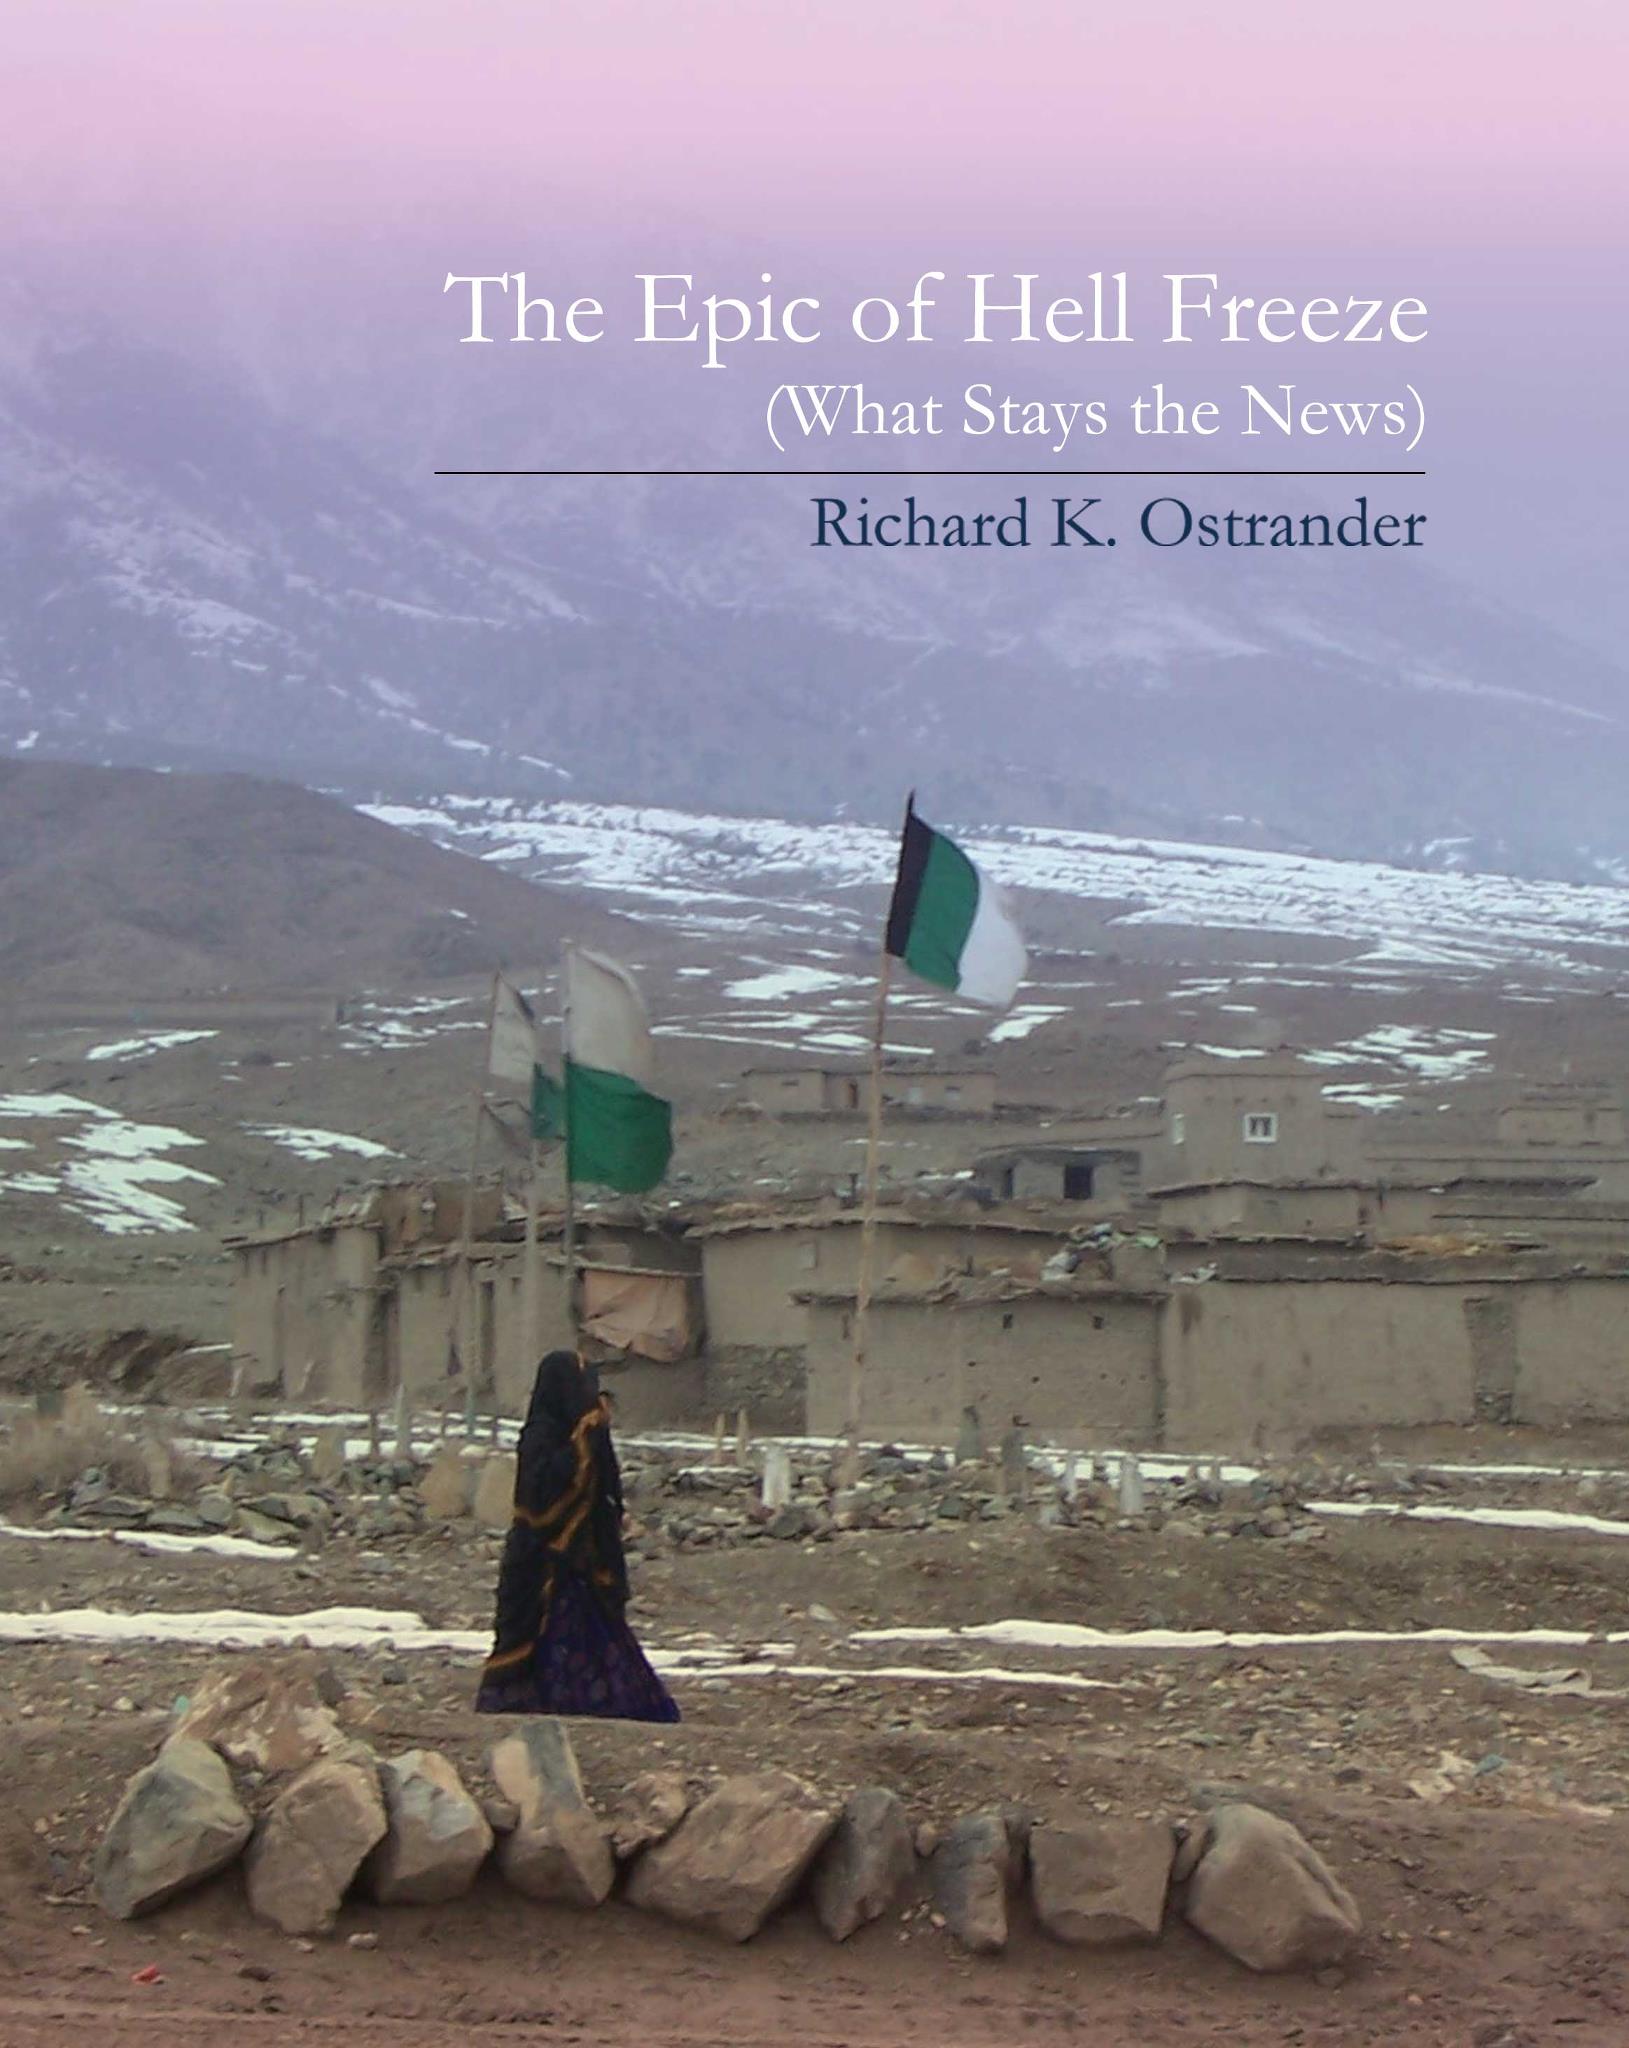 The Epic of Hell Freeze
(What Stays the News)
Richard K. Ostrander